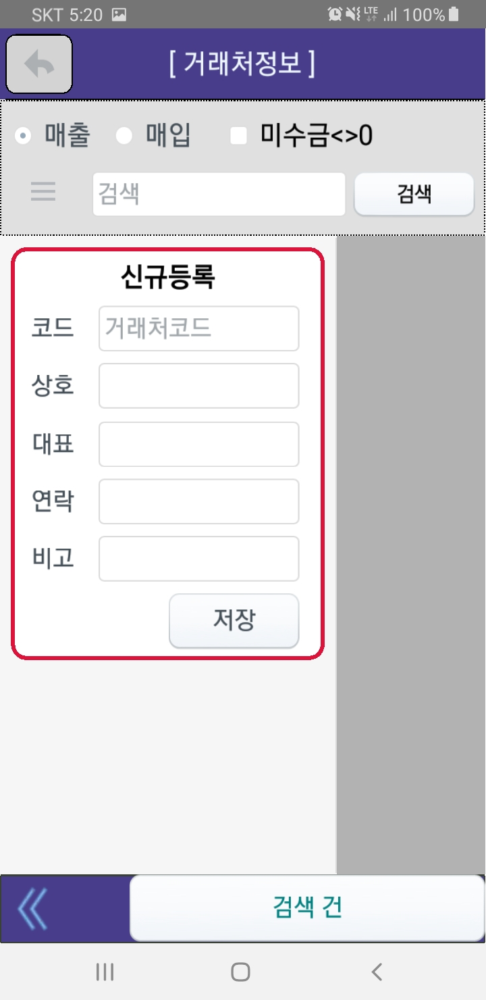 SKT 5:20 LTE 100%
[ 거래처정보 ]
매출 매입 미수금<>0
검색 검색
신규등록
코드 거래처코드
상호
대표
연락
비고
저장
검색 건